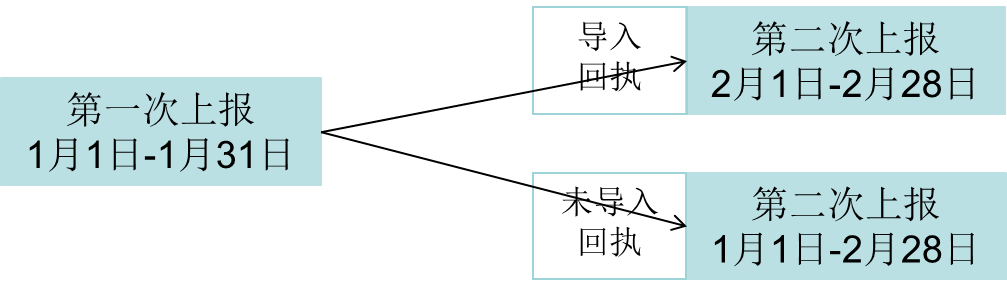 第一次上报
1月1日-1月31日
导入
回执
第二次上报
2月1日-2月28日
未导入
回执
第二次上报
1月1日-2月28日